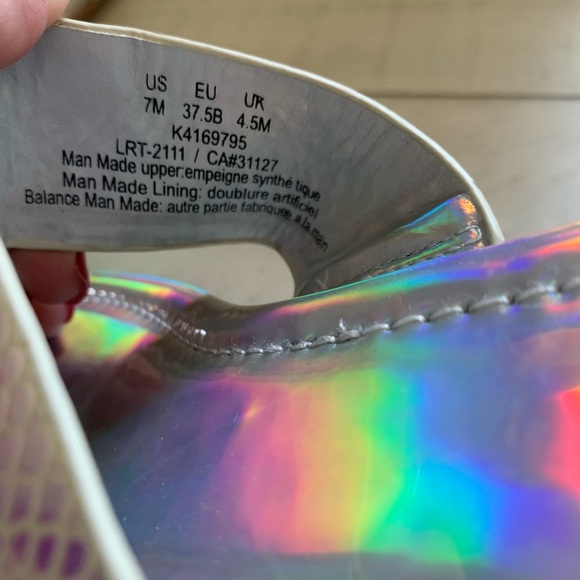 US EU UK
7M 37.5B 4.5M
K4169795
LRT-2111 / CA#31127
Man Made upper:empeigne synthé tique
Man Made Lining: doublure artificiel
Balance Man Made: autre partie fabriquee a la main